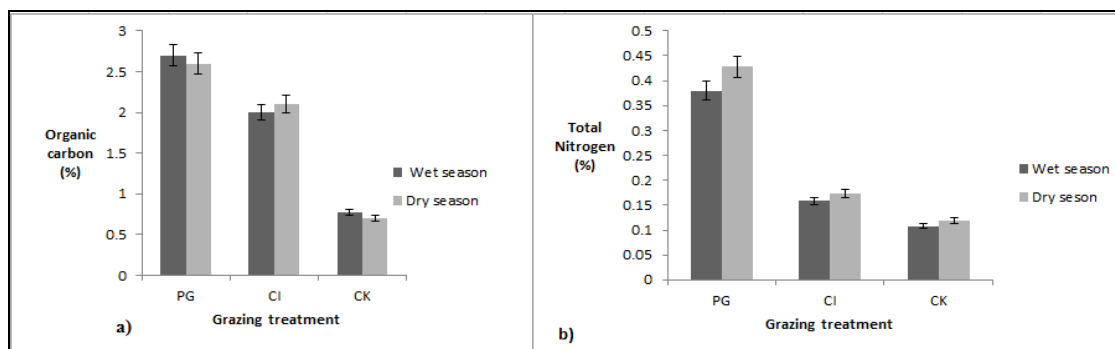 3
2.5
2
1.5
1
0.5
0
Organic
carbon
(%)
PG
CI
CK
Grazing treatment
Wet season
Dry season
a)
0.5
0.45
0.4
0.35
0.3
0.25
0.2
0.15
0.1
0.05
0
Total
Nitrogen
(%)
PG
CI
CK
Grazing treatment
Wet season
Dry seson
b)